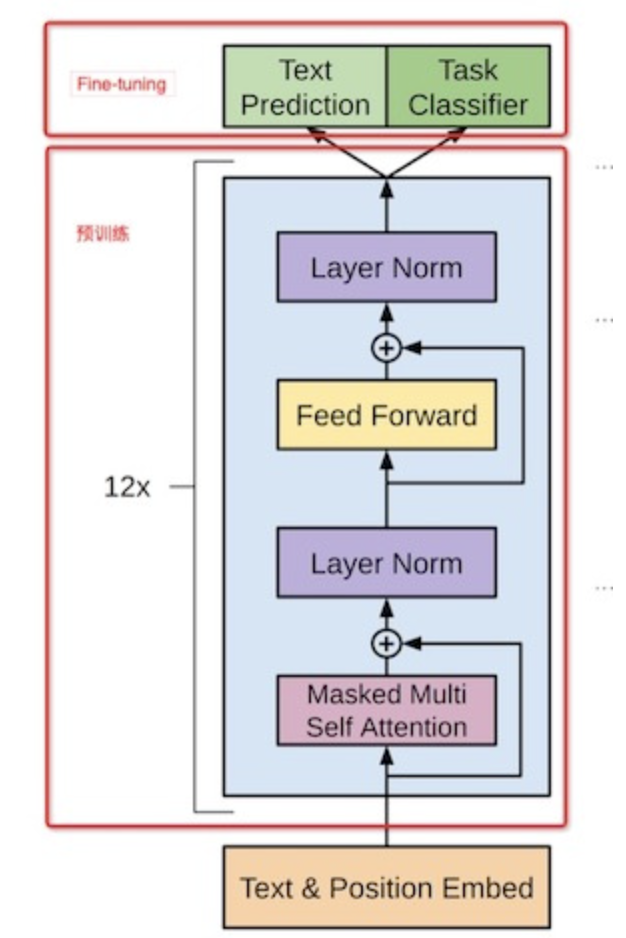 Fine-tuning
Text
Prediction
Task
Classifier
预训练
Layer Norm
Feed Forward
12x
Layer Norm
Masked Multi
Self Attention
Text & Position Embed
...
...
...